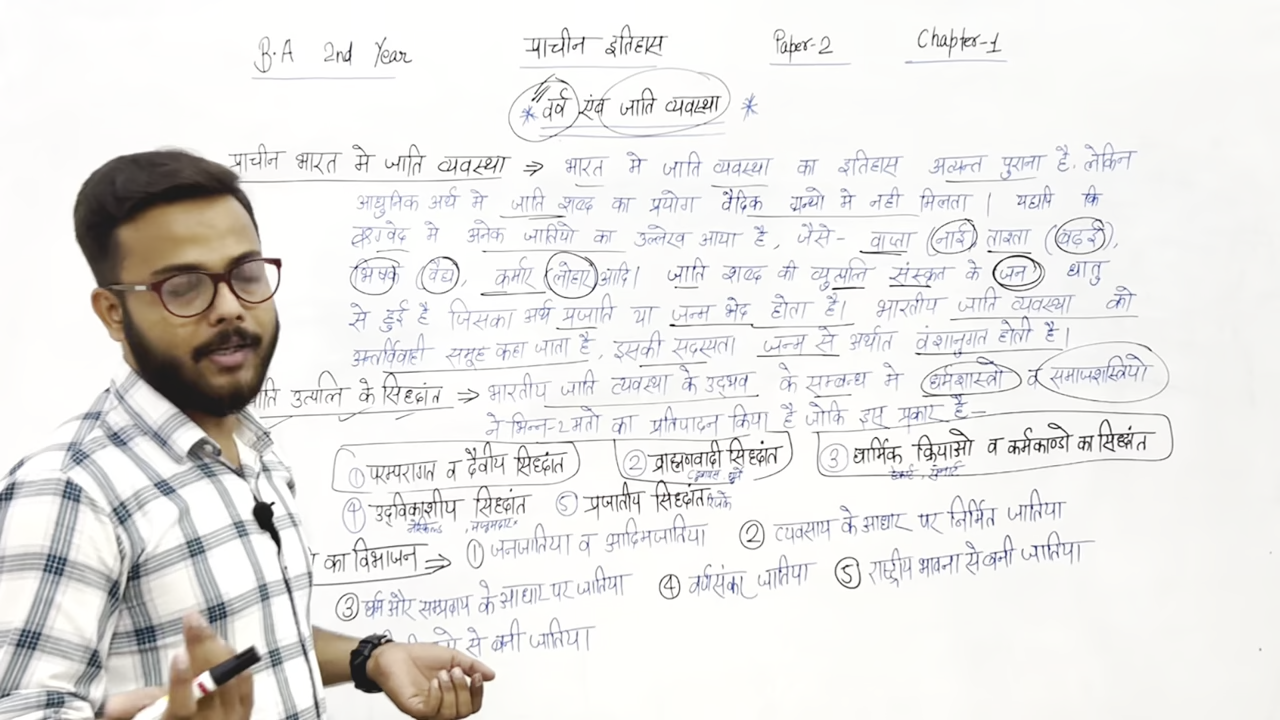 B.A 2nd Year प्राचीन इतिहास Paper-2 Chapter-1
* वर्ण एंव जाति व्यवस्था *
प्राचीन भारत मे जाति व्यवस्था ⇒ भारत मे जाति व्यवस्था का इतिहास अत्यन्त पुराना है. लेकिन
आधुनिक अर्थ मे जाति शब्द का प्रयोग वैदिक ग्रन्थो मे नही मिलता | यद्यपि कि
ऋग्वेद मे अनेक जातियो का उल्लेख आया है, जैसे- वाप्ता (नाई) ताश्ता (बढ़ई),
भिषक (वैद्य), कर्मार (लोहार) आदि। जाति शब्द की व्युत्पत्ति संस्कृत के जन धातु
से हुई है जिसका अर्थ प्रजाति या जन्म भेद होता है। भारतीय जाति व्यवस्था को
अन्तर्विवाही समूह कहा जाता है, इसकी सदस्यता जन्म से अर्थात वंशानुगत होती है।
उत्पत्ति के सिद्धांत ⇒ भारतीय जाति व्यवस्था के उद्भव के सम्बन्ध मे धर्मशास्त्रो व समाजशास्त्रियो
ने भिन्न-2 मतो का प्रतिपादन किया है जोकि इस प्रकार है-
① परम्परागत व दैवीय सिद्धांत ② ब्राह्मणवादी सिद्धांत ③ धार्मिक क्रियाओ व कर्मकाण्डो का सिद्धांत
④ उद्विकाशीय सिद्धांत ⑤ प्रजातीय सिद्धांत
का विभाजन ⇒ ① जनजातिया व आदिमजातिया ② व्यवसाय के आधार पर निर्मित जातिया
③ धर्म और सम्प्रदाय के आधार पर जातिया ④ वर्णसंकर जातिया ⑤ राष्ट्रीय भावना से बनी जातिया
से बनी जातिया